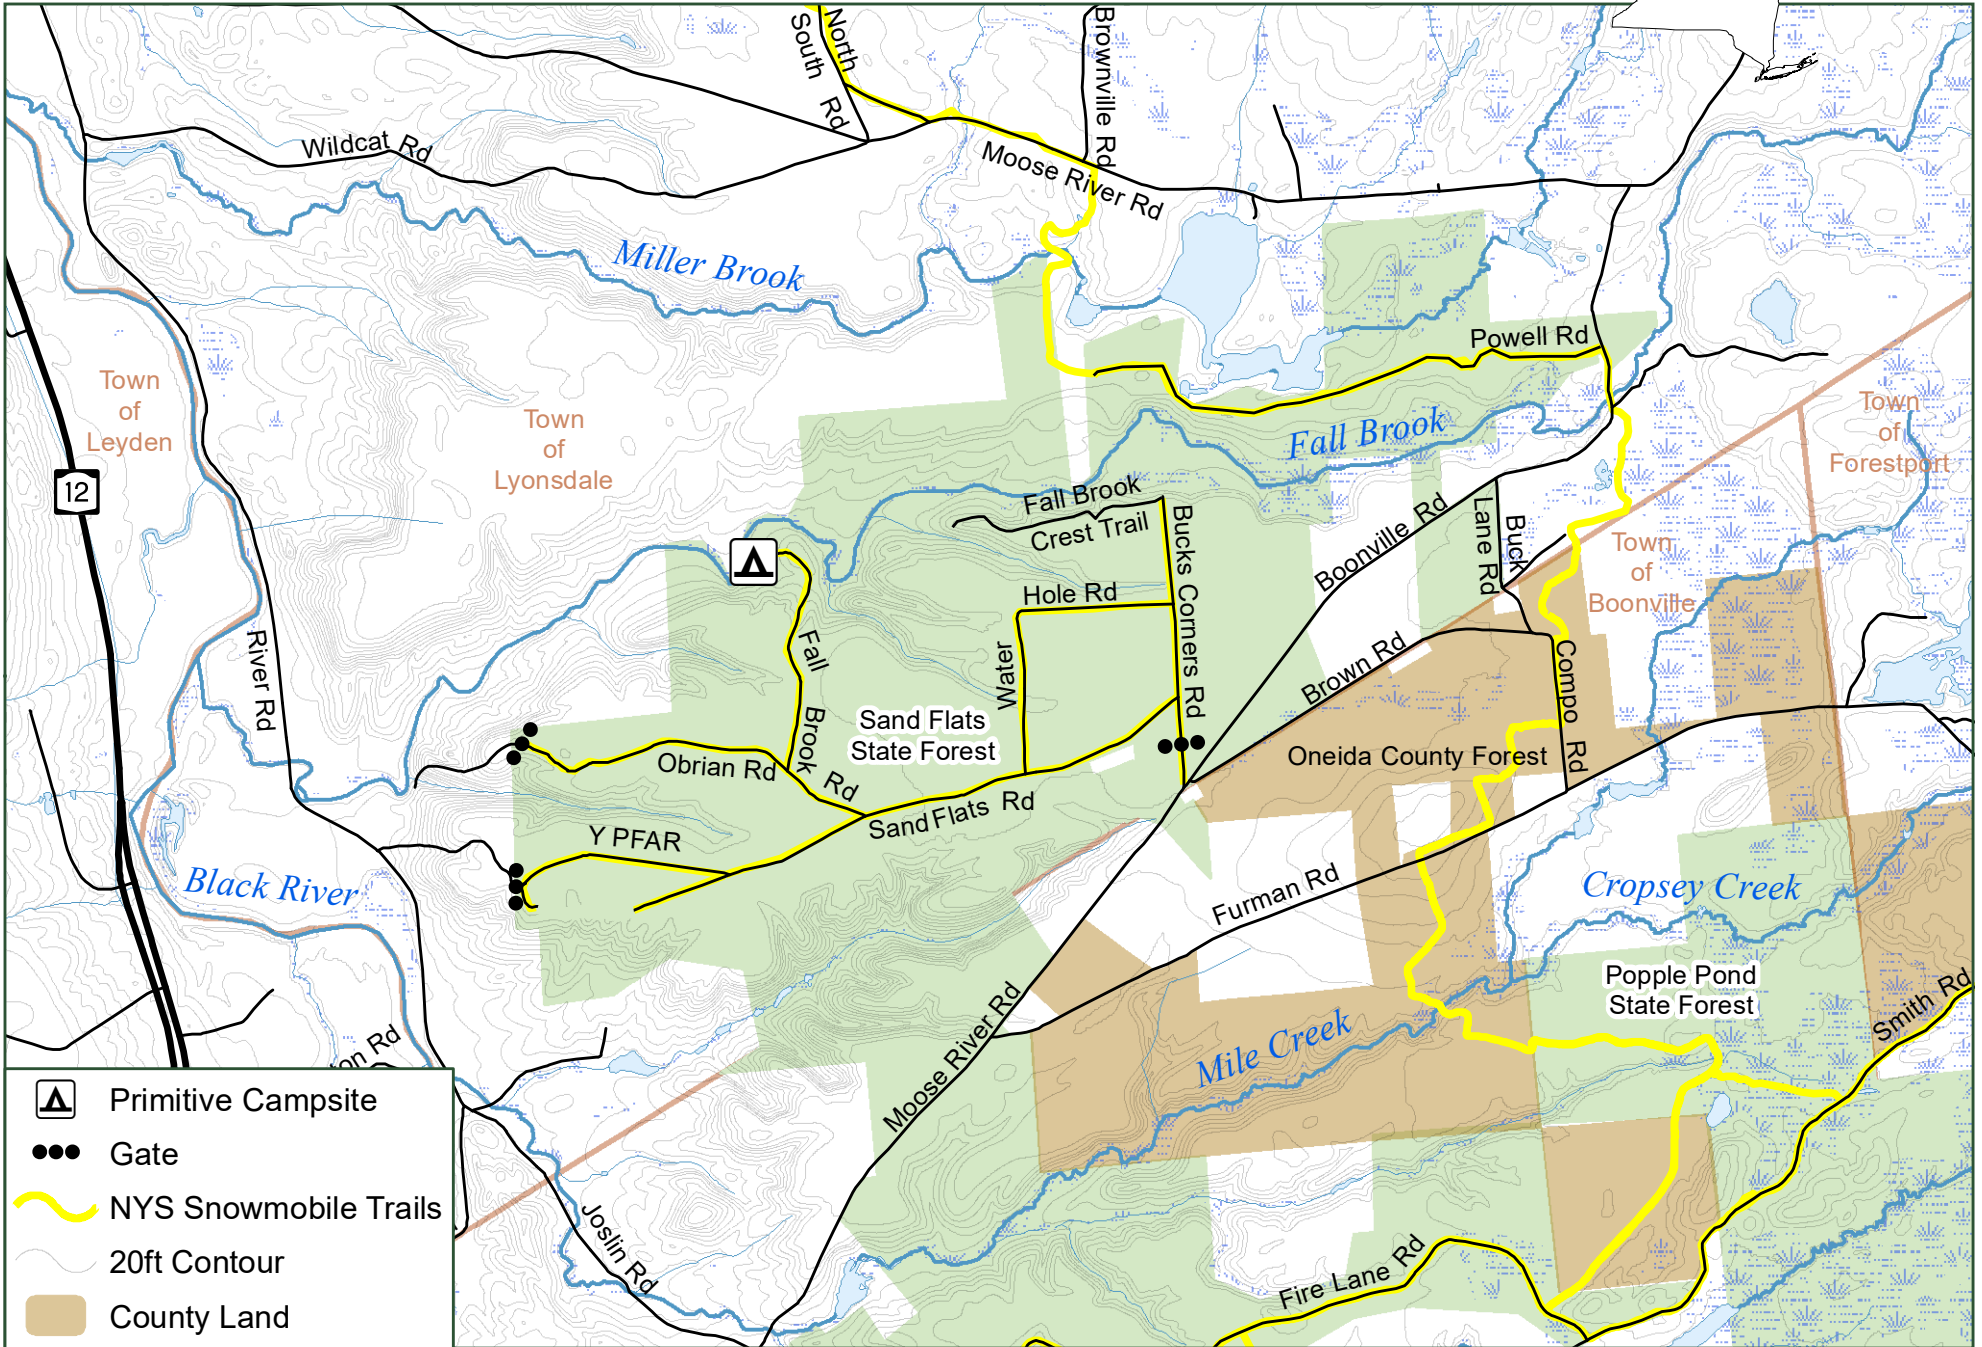 North
South Rd
Brownville Rd
Wildcat Rd
Moose River Rd
Miller Brook
Powell Rd
Town
of
Leyden
Town
of
Lyonsdale
Town
of
Forestport
Fall Brook
12
Fall Brook
Crest Trail
Bucks Corners Rd
Boonville Rd
Buck
Lane Rd
Town
of
Boonville
Hole Rd
Water
River Rd
Fall Brook Rd
Brown Rd
Compo Rd
Sand Flats
State Forest
Obrian Rd
Oneida County Forest
Sand Flats Rd
Y PFAR
Black River
Furman Rd
Cropsey Creek
Popple Pond
State Forest
Smith Rd
Moose River Rd
Mile Creek
on Rd
Joslin Rd
Fire Lane Rd
Primitive Campsite
Gate
NYS Snowmobile Trails
20ft Contour
County Land